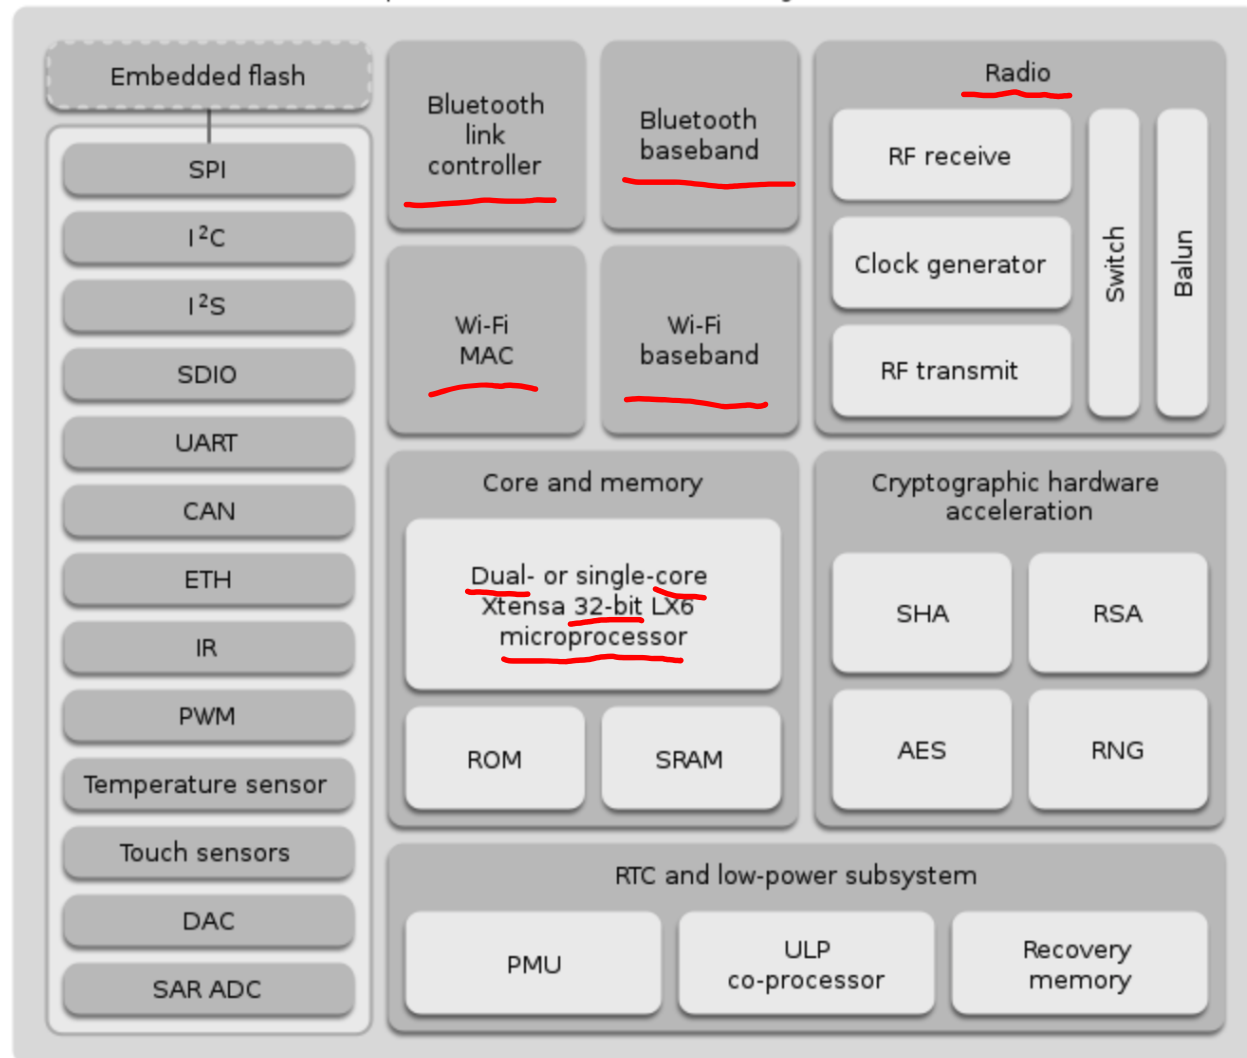 Embedded flash
SPI
I²C
I²S
SDIO
UART
CAN
ETH
IR
PWM
Temperature sensor
Touch sensors
DAC
SAR ADC
Bluetooth
link
controller
Bluetooth
baseband
Wi-Fi
MAC
Wi-Fi
baseband
Radio
RF receive
Clock generator
RF transmit
Switch
Balun
Core and memory
Dual- or single-core
Xtensa 32-bit LX6
microprocessor
ROM
SRAM
Cryptographic hardware
acceleration
SHA
RSA
AES
RNG
RTC and low-power subsystem
PMU
ULP
co-processor
Recovery
memory